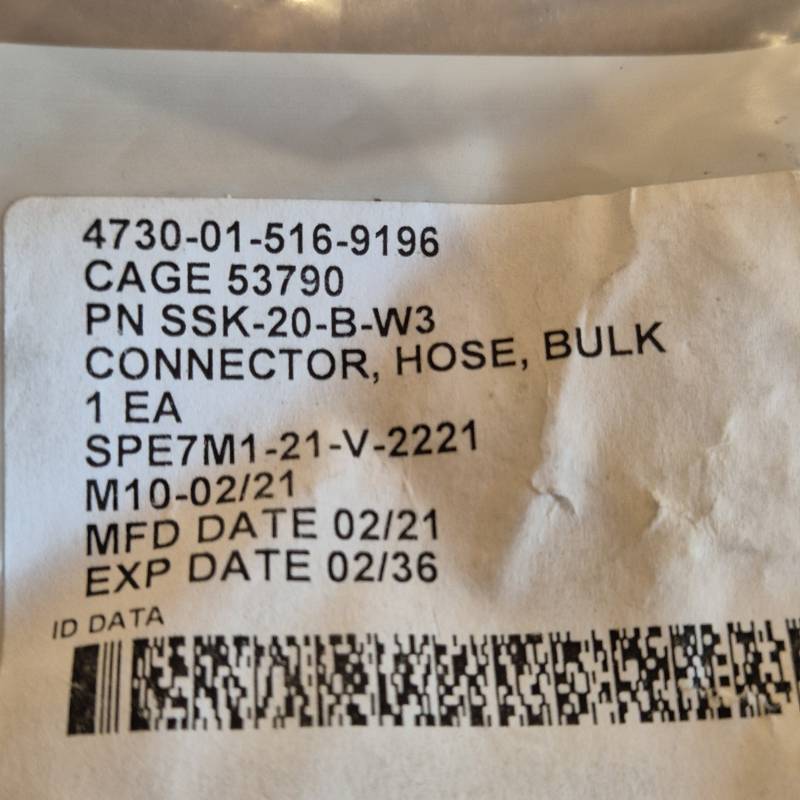 4730-01-516-9196
CAGE 53790
PN SSK-20-B-W3
CONNECTOR, HOSE, BULK
1 EA
SPE7M1-21-V-2221
M10-02/21
MFD DATE 02/21
EXP DATE 02/36
ID DATA